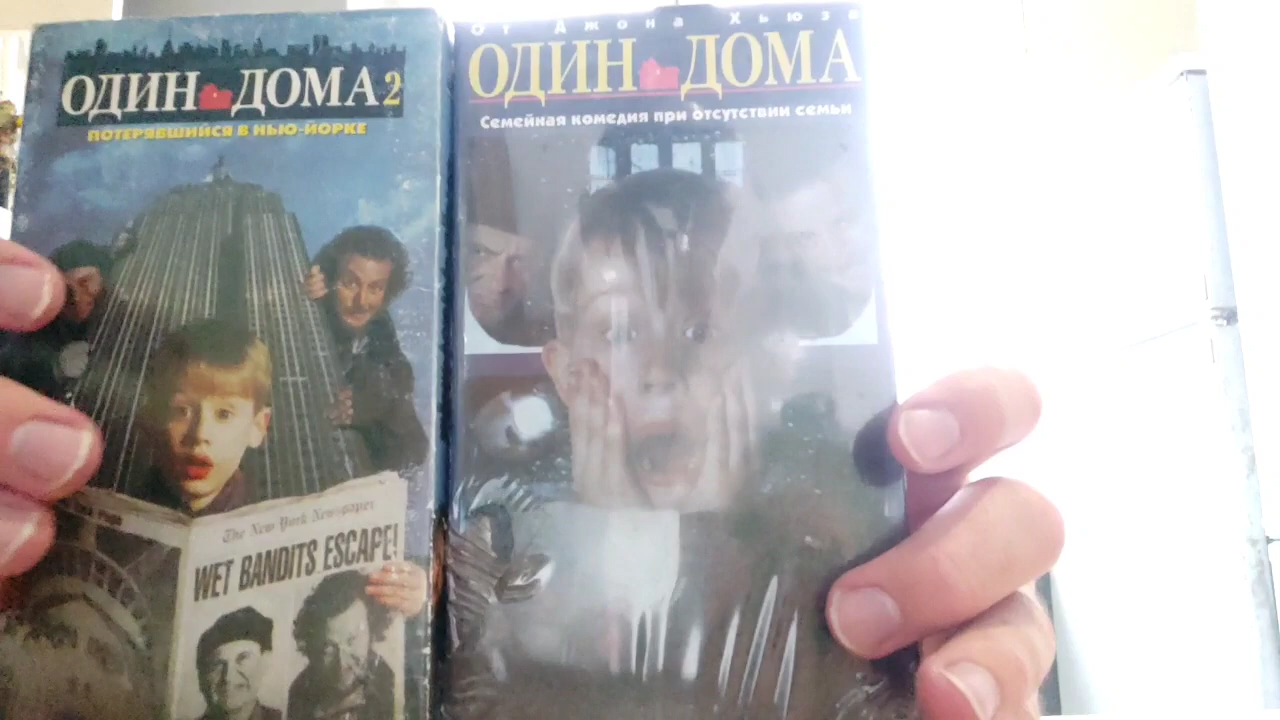 ОДИН ДОМА 2
ПОТЕРЯВШИЙСЯ В НЬЮ-ЙОРКЕ
The New York Newspaper
WET BANDITS ESCAPE!
От Джона Хьюза
ОДИН ДОМА
Семейная комедия при отсутствии семьи